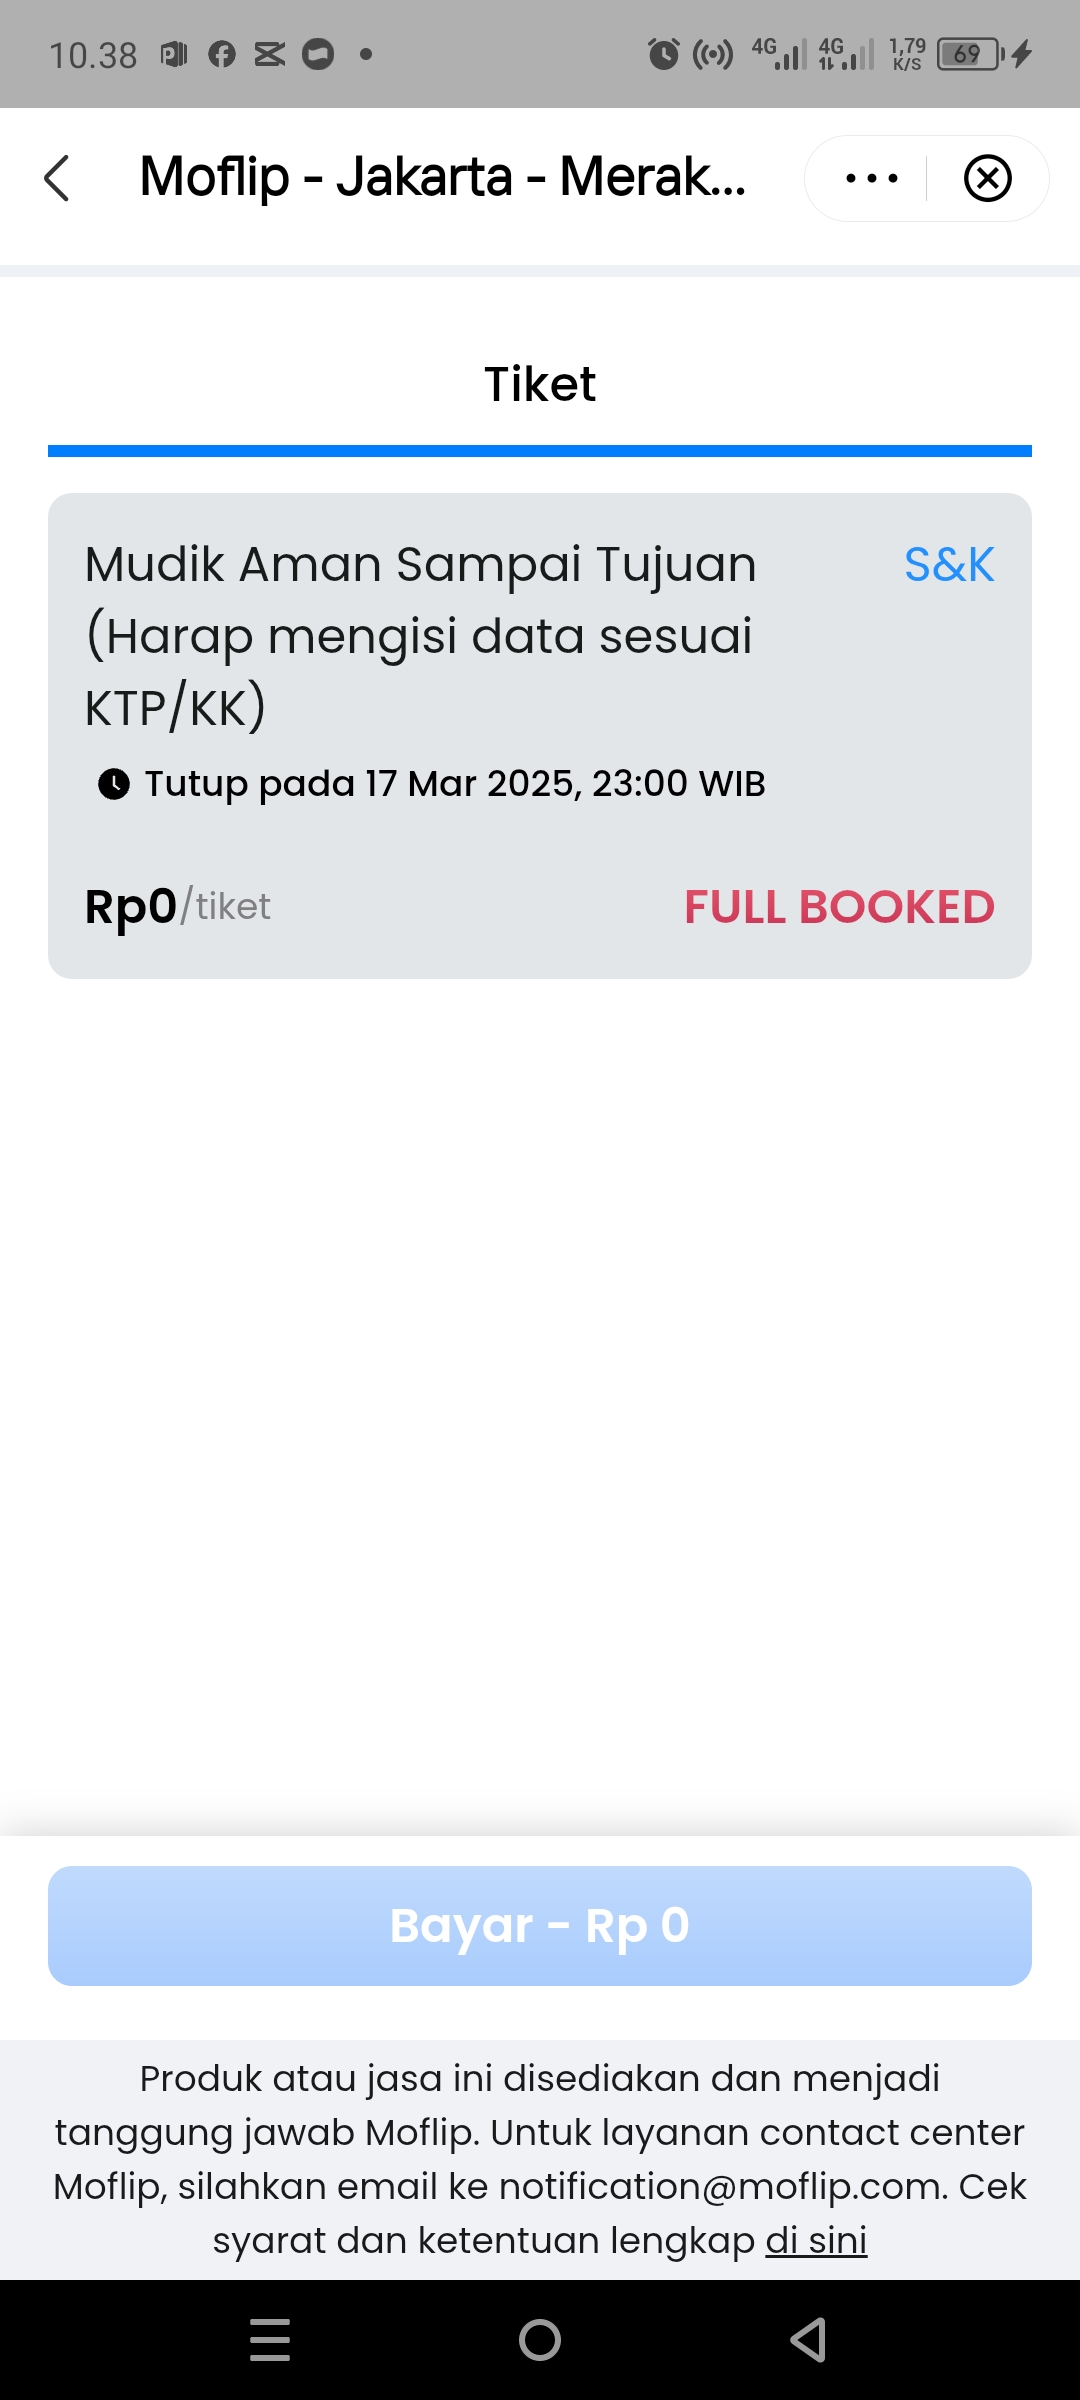 10.38
4G 4G 1,79 K/S 69
Moflip - Jakarta - Merak...
Tiket
Mudik Aman Sampai Tujuan S&K
(Harap mengisi data sesuai
KTP/KK)
Tutup pada 17 Mar 2025, 23:00 WIB
Rp0/tiket FULL BOOKED
Bayar - Rp 0
Produk atau jasa ini disediakan dan menjadi
tanggung jawab Moflip. Untuk layanan contact center
Moflip, silahkan email ke notification@moflip.com. Cek
syarat dan ketentuan lengkap di sini